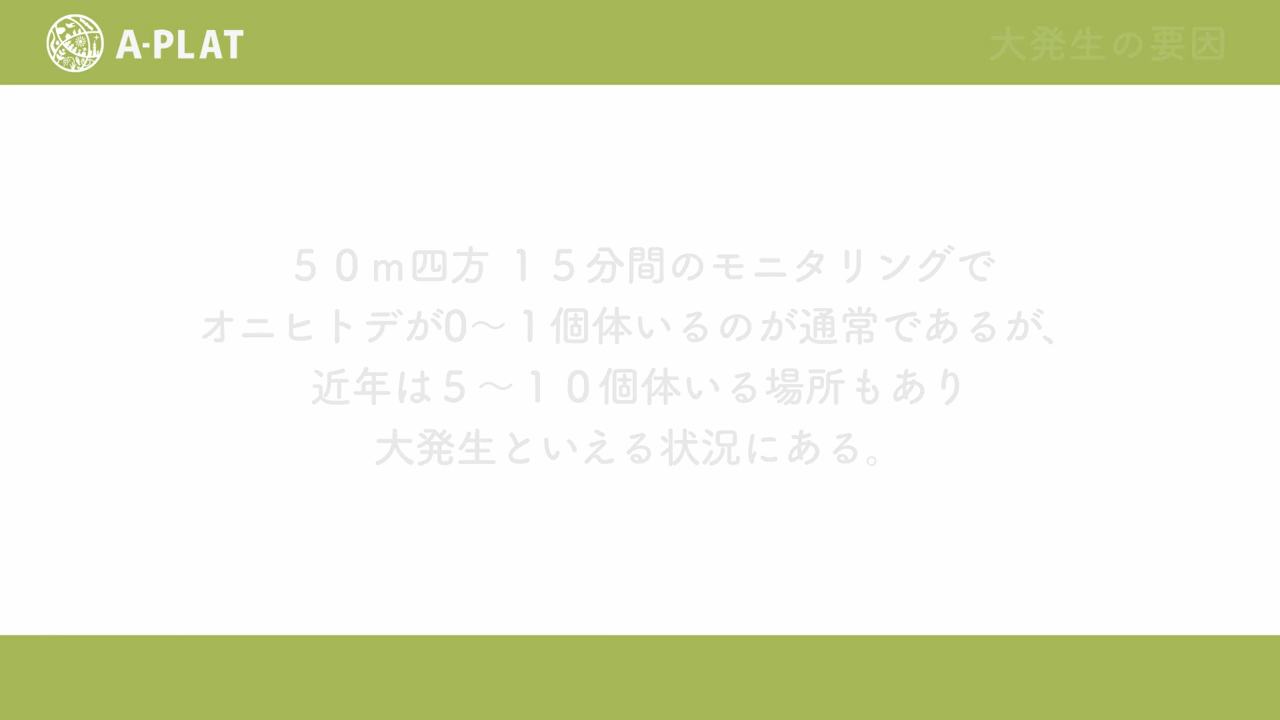 A-PLAT
大発生の要因
５０ｍ四方 １５分間のモニタリングで
オニヒトデが0～１個体いるのが通常であるが、
近年は５～１０個体いる場所もあり
大発生といえる状況にある。